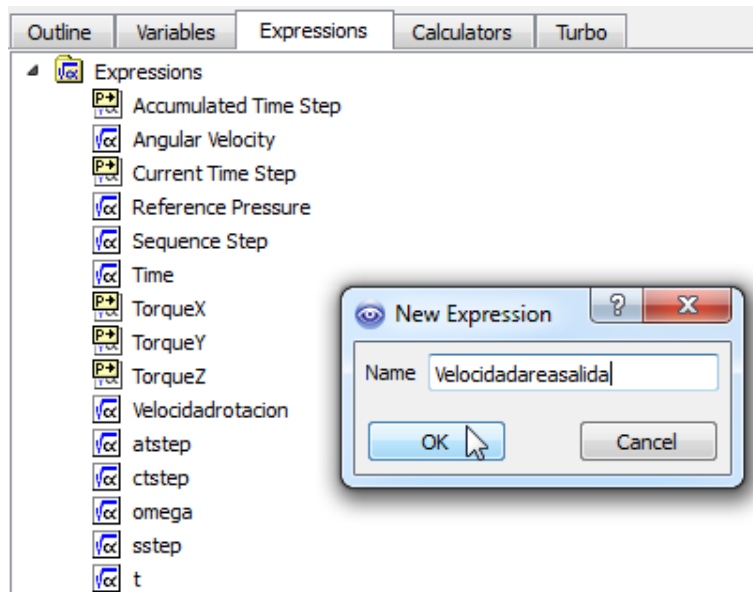 Outline Variables Expressions Calculators Turbo
Expressions
Accumulated Time Step
Angular Velocity
Current Time Step
Reference Pressure
Sequence Step
Time
TorqueX
TorqueY
TorqueZ
Velocidadrotacion
atstep
ctstep
omega
sstep
t
New Expression
Name Velocidadareasalida
OK Cancel